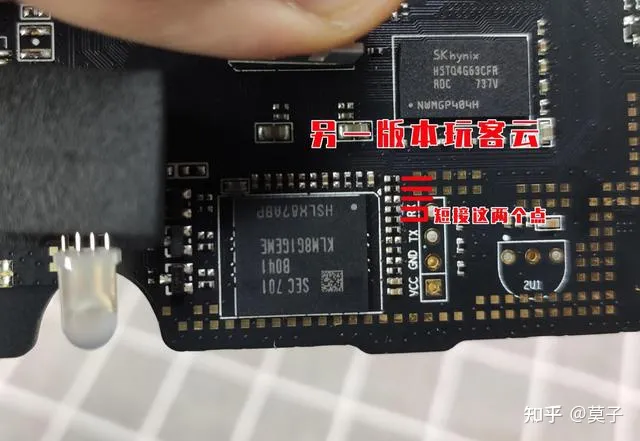 SKhynix
H5TQ4G63CFR
RDC 737V
NWMGP404H
另一版本玩客云
短接这两个点
SEC 701
B041
KLM8G1GEME
HSLX67ABP
VCC GND TX RX
2U1
知乎 @莫子